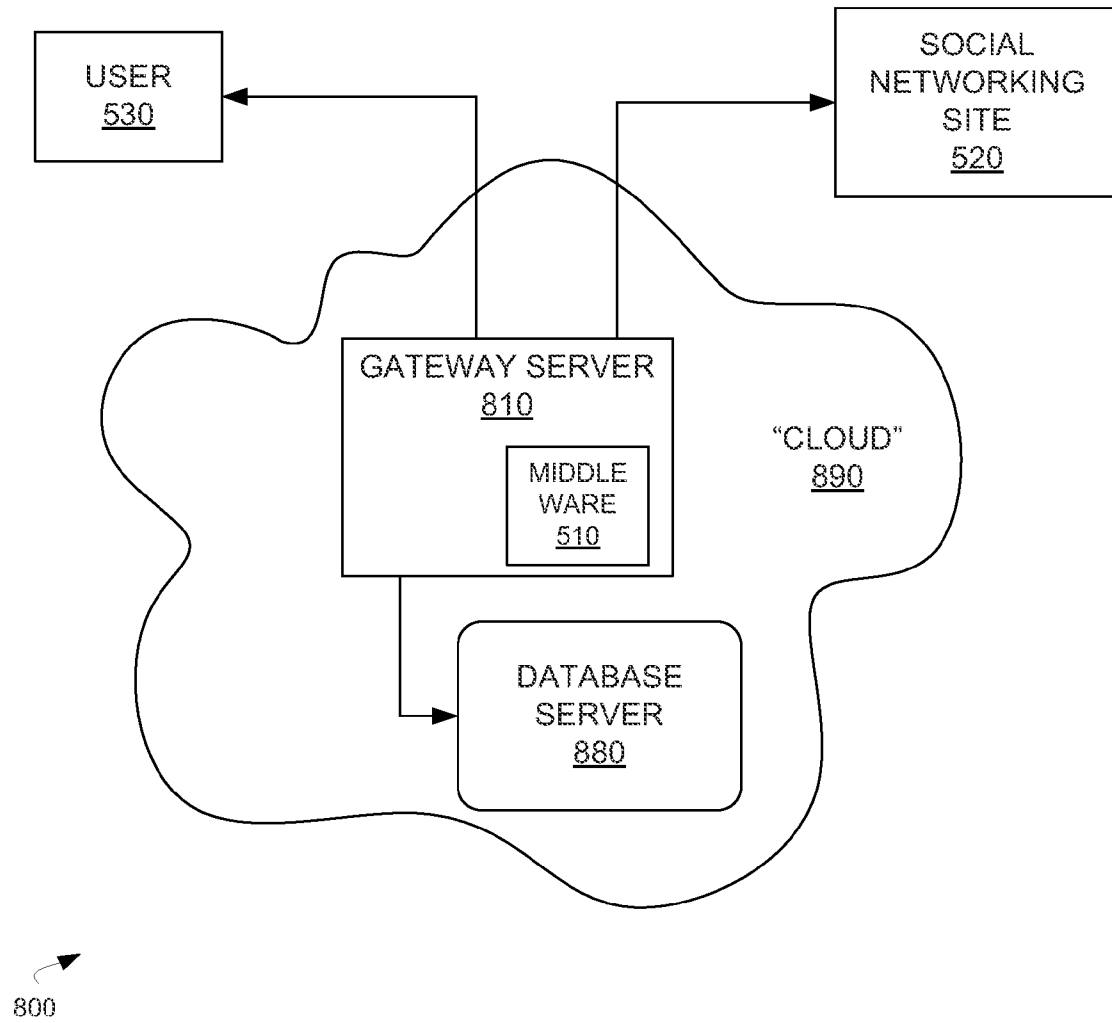 USER
530
SOCIAL
NETWORKING
SITE
520
GATEWAY SERVER
810
MIDDLE
WARE
510
“CLOUD”
890
DATABASE
SERVER
880
800